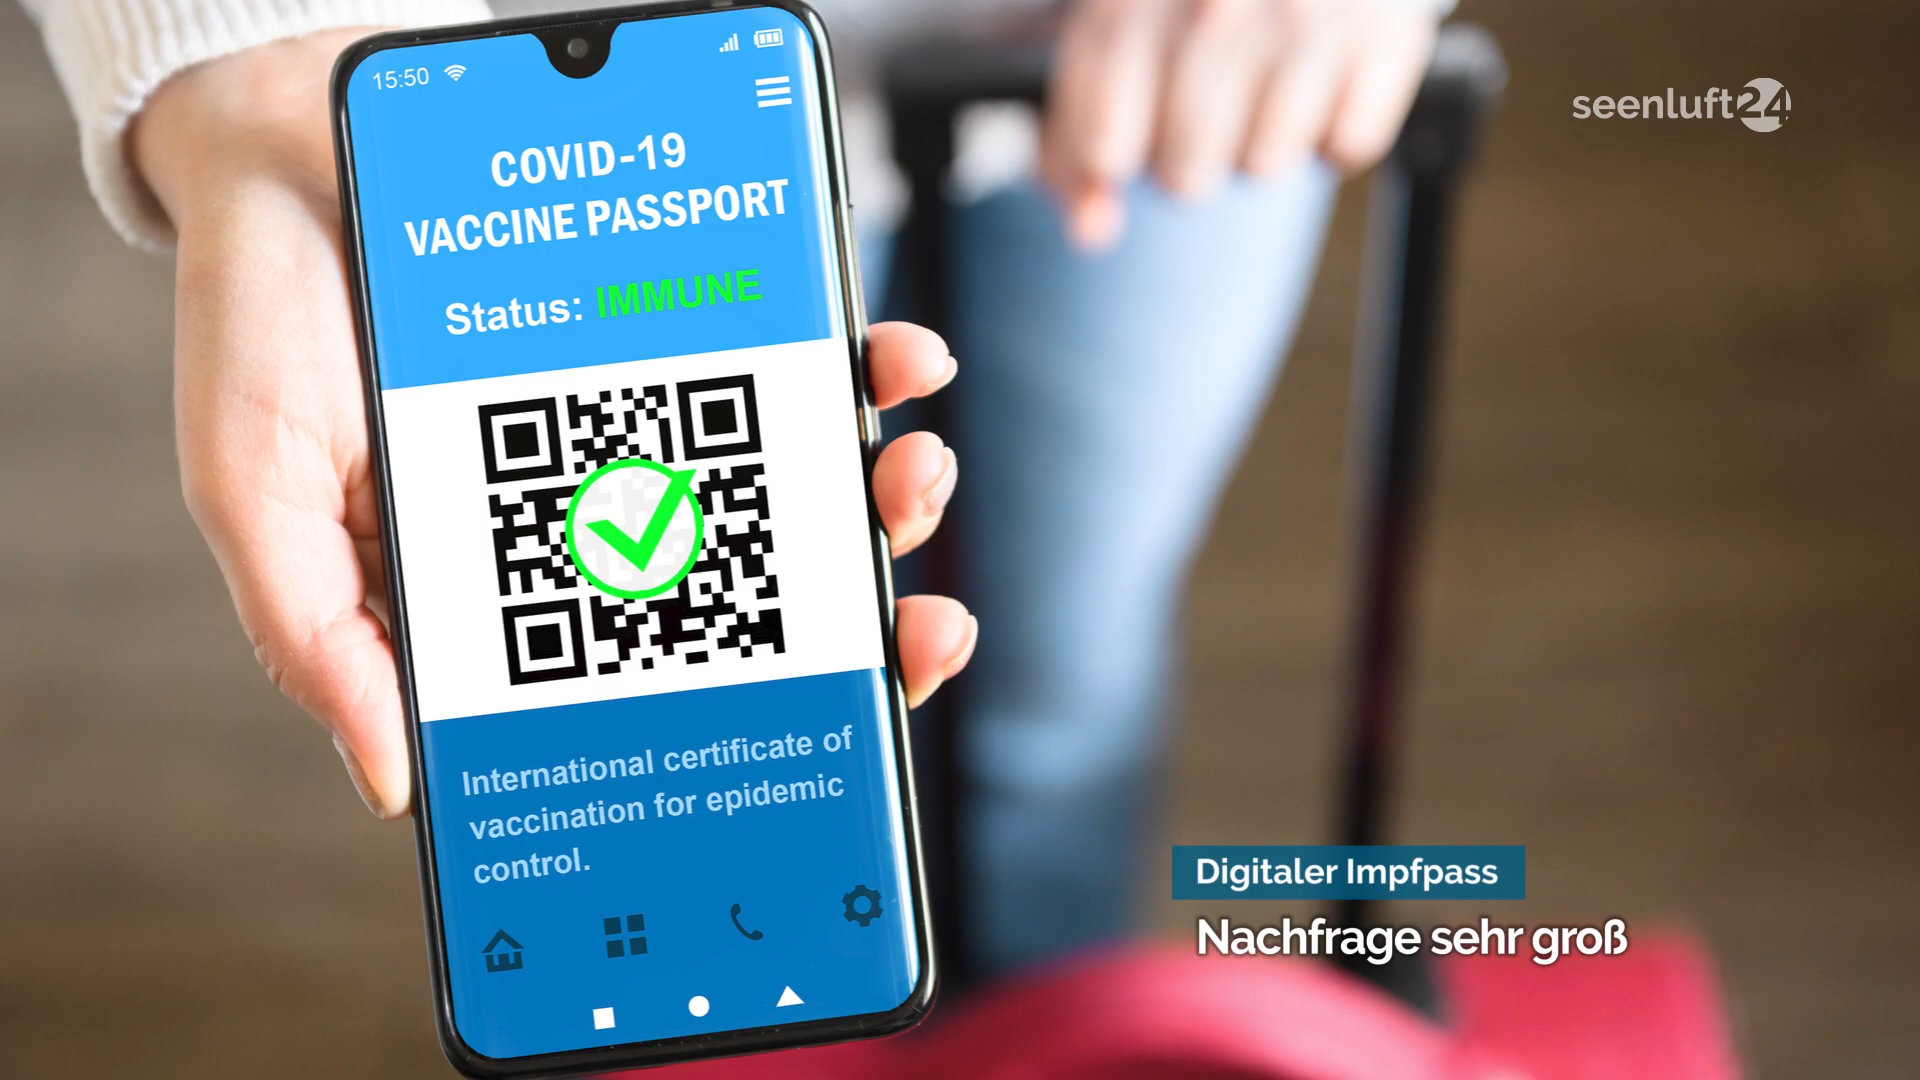 15:50
COVID-19
VACCINE PASSPORT
Status: IMMUNE
International certificate of
vaccination for epidemic
control.
seenluft24
Digitaler Impfpass
Nachfrage sehr groß